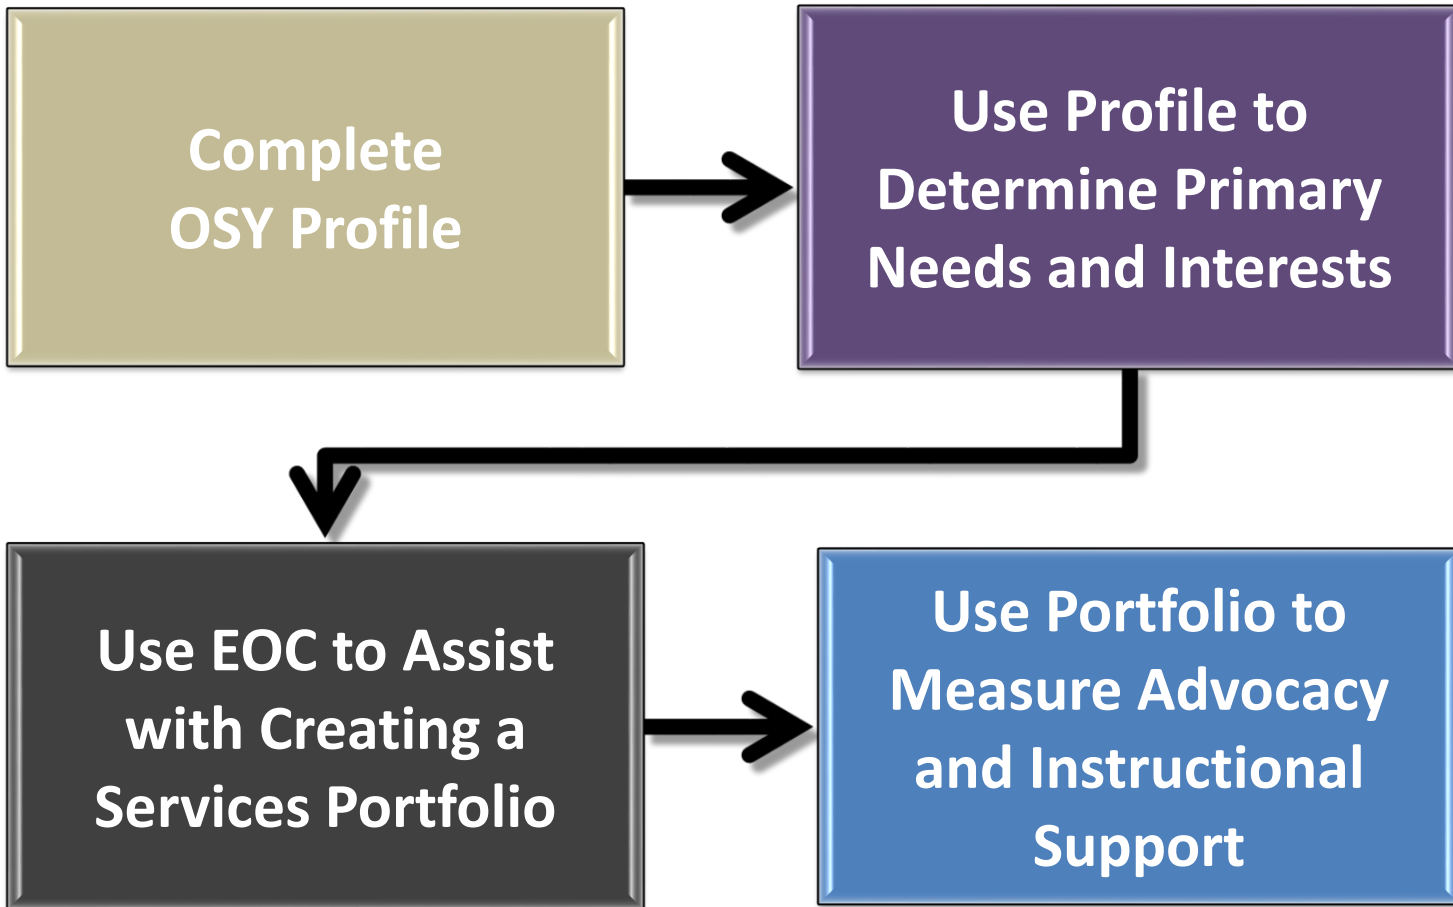 Complete
OSY Profile
Use Profile to
Determine Primary
Needs and Interests
Use EOC to Assist
with Creating a
Services Portfolio
Use Portfolio to
Measure Advocacy
and Instructional
Support